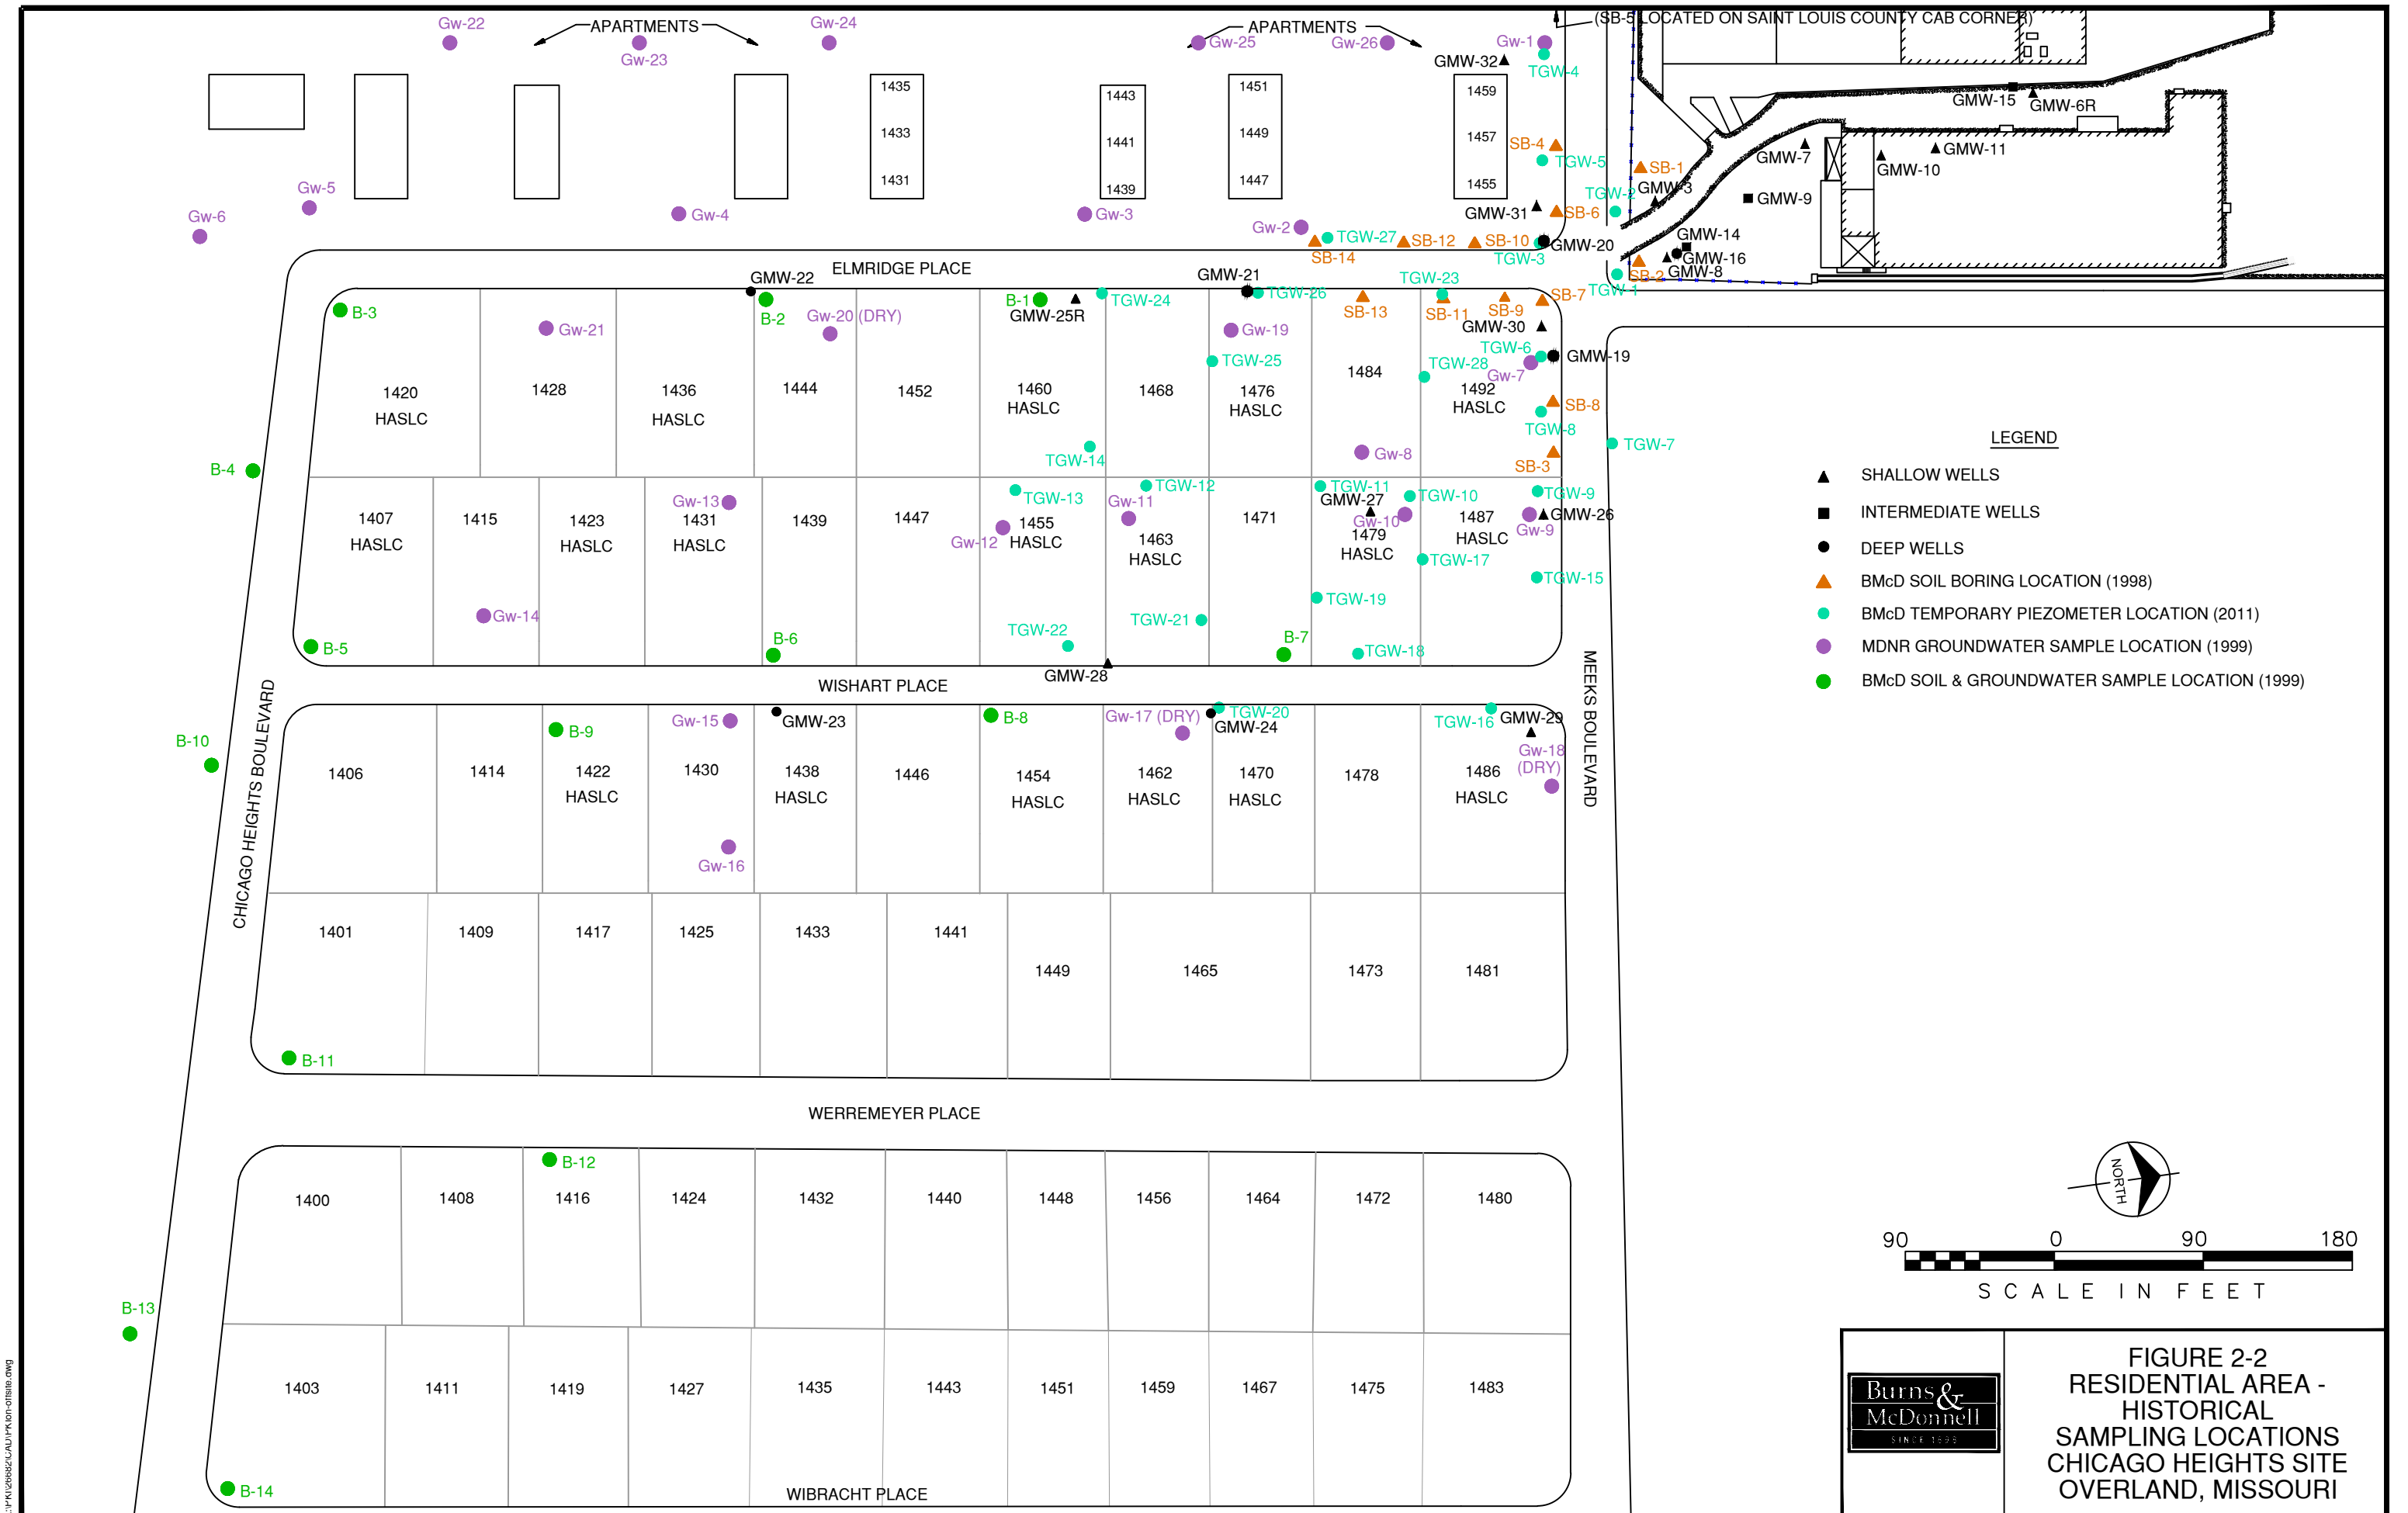 Gw-22
APARTMENTS
Gw-24
Gw-23
Gw-25
APARTMENTS
Gw-26
Gw-1
(SB-5 LOCATED ON SAINT LOUIS COUNTY CAB CORNER)
GMW-32
TGW-4
1435
1433
1431
1443
1441
1439
1451
1449
1447
1459
1457
1455
SB-4
TGW-5
SB-1
GMW-3
TGW-2
GMW-15
GMW-6R
GMW-7
GMW-10
GMW-11
GMW-9
Gw-5
Gw-6
Gw-4
Gw-3
Gw-2
GMW-31
SB-6
TGW-27
SB-14
SB-12
SB-10
TGW-3
GMW-20
GMW-14
GMW-16
GMW-8
SB-2
TGW-1
ELMRIDGE PLACE
GMW-22
GMW-21
TGW-23
B-3
Gw-21
B-2
Gw-20 (DRY)
B-1
GMW-25R
TGW-24
TGW-26
Gw-19
SB-13
SB-11
SB-9
SB-7
GMW-30
TGW-6
GMW-19
TGW-25
TGW-28
Gw-7
1420
HASLC
1428
1436
HASLC
1444
1452
1460
HASLC
1468
1476
HASLC
1484
1492
HASLC
SB-8
TGW-8
TGW-7
SB-3
B-4
TGW-14
Gw-8
LEGEND
SHALLOW WELLS
INTERMEDIATE WELLS
DEEP WELLS
BMcD SOIL BORING LOCATION (1998)
BMcD TEMPORARY PIEZOMETER LOCATION (2011)
MDNR GROUNDWATER SAMPLE LOCATION (1999)
BMcD SOIL & GROUNDWATER SAMPLE LOCATION (1999)
Gw-13
TGW-13
TGW-12
Gw-11
TGW-11
GMW-27
TGW-10
TGW-9
Gw-10
GMW-26
Gw-9
Gw-12
1407
HASLC
1415
1423
HASLC
1431
HASLC
1439
1447
1455
HASLC
1463
HASLC
1471
1479
HASLC
1487
HASLC
TGW-17
TGW-15
TGW-19
Gw-14
TGW-21
TGW-22
B-5
B-6
B-7
TGW-18
GMW-28
WISHART PLACE
CHICAGO HEIGHTS BOULEVARD
MEEKS BOULEVARD
B-10
B-9
Gw-15
GMW-23
B-8
Gw-17 (DRY)
TGW-20
GMW-24
TGW-16
GMW-29
Gw-18
(DRY)
1406
1414
1422
HASLC
1430
1438
HASLC
1446
1454
HASLC
1462
HASLC
1470
HASLC
1478
1486
HASLC
Gw-16
1401
1409
1417
1425
1433
1441
1449
1465
1473
1481
B-11
WERREMEYER PLACE
B-12
1400
1408
1416
1424
1432
1440
1448
1456
1464
1472
1480
B-13
1403
1411
1419
1427
1435
1443
1451
1459
1467
1475
1483
B-14
WIBRACHT PLACE
NORTH
90 0 90 180
SCALE IN FEET
Burns &
McDonnell
SINCE 1898
FIGURE 2-2
RESIDENTIAL AREA -
HISTORICAL
SAMPLING LOCATIONS
CHICAGO HEIGHTS SITE
OVERLAND, MISSOURI